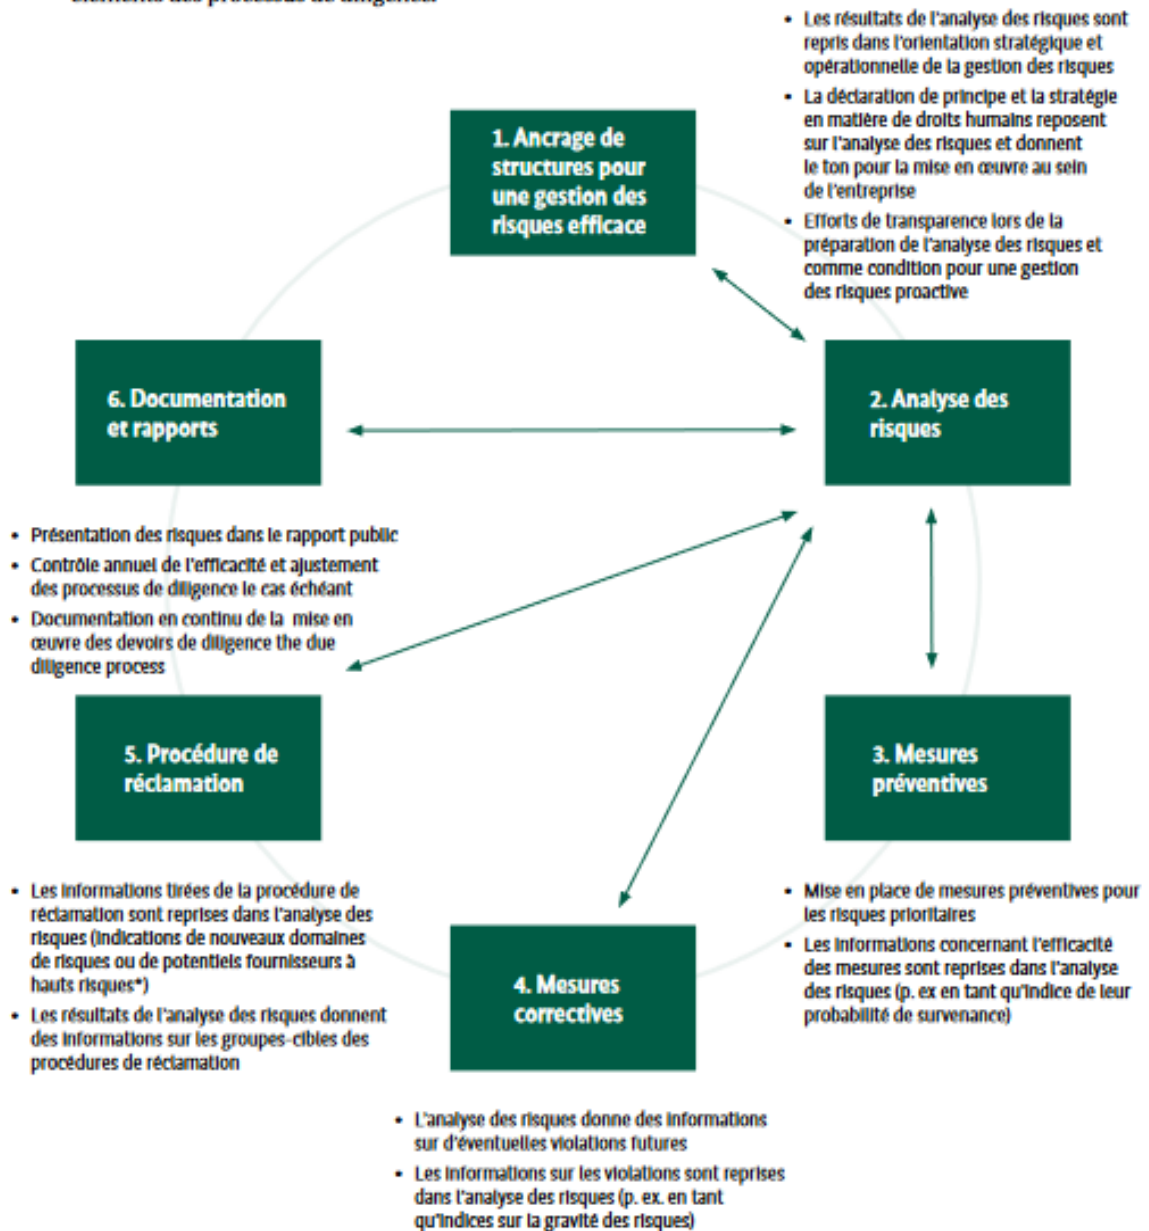 éléments des processus de diligence.
• Les résultats de l'analyse des risques sont
repris dans l'orientation stratégique et
opérationnelle de la gestion des risques
• La déclaration de principe et la stratégie
en matière de droits humains reposent
sur l'analyse des risques et donnent
le ton pour la mise en œuvre au sein
de l'entreprise
• Efforts de transparence lors de la
préparation de l'analyse des risques et
comme condition pour une gestion
des risques proactive
1. Ancrage de
structures pour
une gestion des
risques efficace
2. Analyse des
risques
6. Documentation
et rapports
• Présentation des risques dans le rapport public
• Contrôle annuel de l'efficacité et ajustement
des processus de diligence le cas échéant
• Documentation en continu de la mise en
œuvre des devoirs de diligence the due
diligence process
5. Procédure de
réclamation
3. Mesures
préventives
• Les informations tirées de la procédure de
réclamation sont reprises dans l'analyse des
risques (indications de nouveaux domaines
de risques ou de potentiels fournisseurs à
hauts risques*)
• Les résultats de l'analyse des risques donnent
des informations sur les groupes-cibles des
procédures de réclamation
• Mise en place de mesures préventives pour
les risques prioritaires
• Les informations concernant l'efficacité
des mesures sont reprises dans l'analyse
des risques (p. ex en tant qu'indice de leur
probabilité de survenance)
4. Mesures
correctives
• L'analyse des risques donne des informations
sur d'éventuelles violations futures
• Les informations sur les violations sont reprises
dans l'analyse des risques (p. ex. en tant
qu'indices sur la gravité des risques)